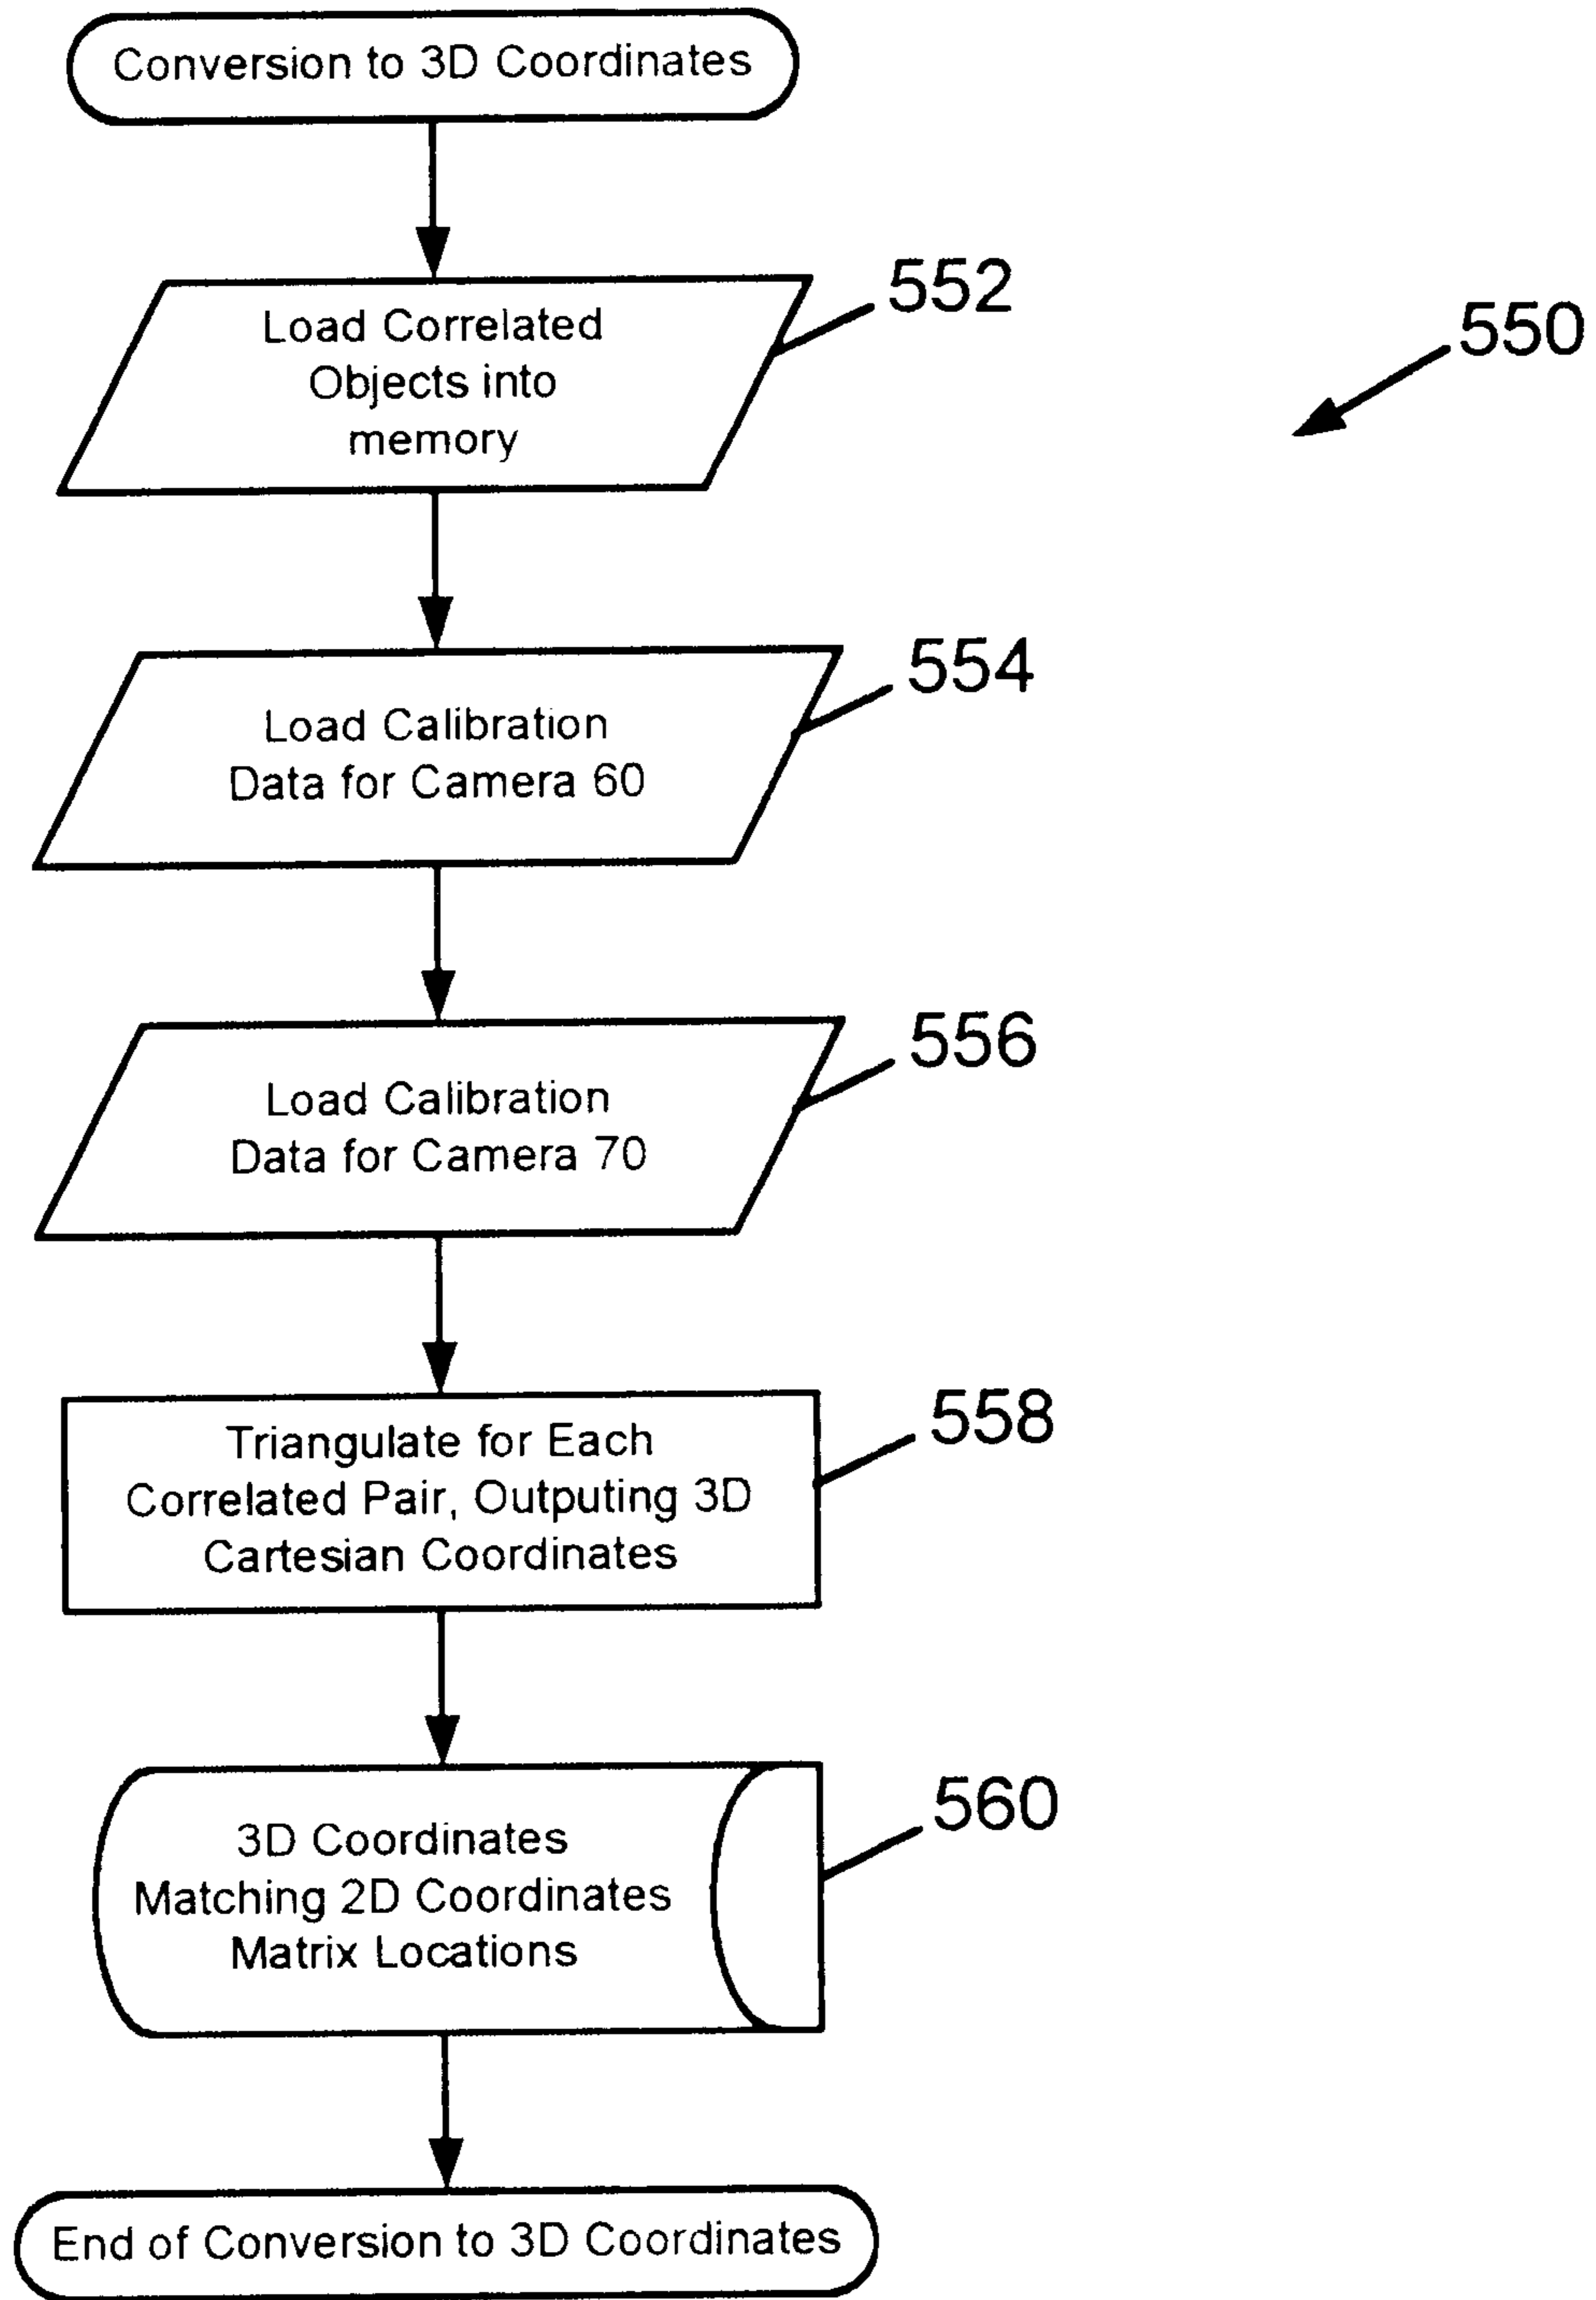 Conversion to 3D Coordinates
552
550
Load Correlated
Objects into
memory
554
Load Calibration
Data for Camera 60
556
Load Calibration
Data for Camera 70
558
Triangulate for Each
Correlated Pair, Outputing 3D
Cartesian Coordinates
560
3D Coordinates
Matching 2D Coordinates
Matrix Locations
End of Conversion to 3D Coordinates